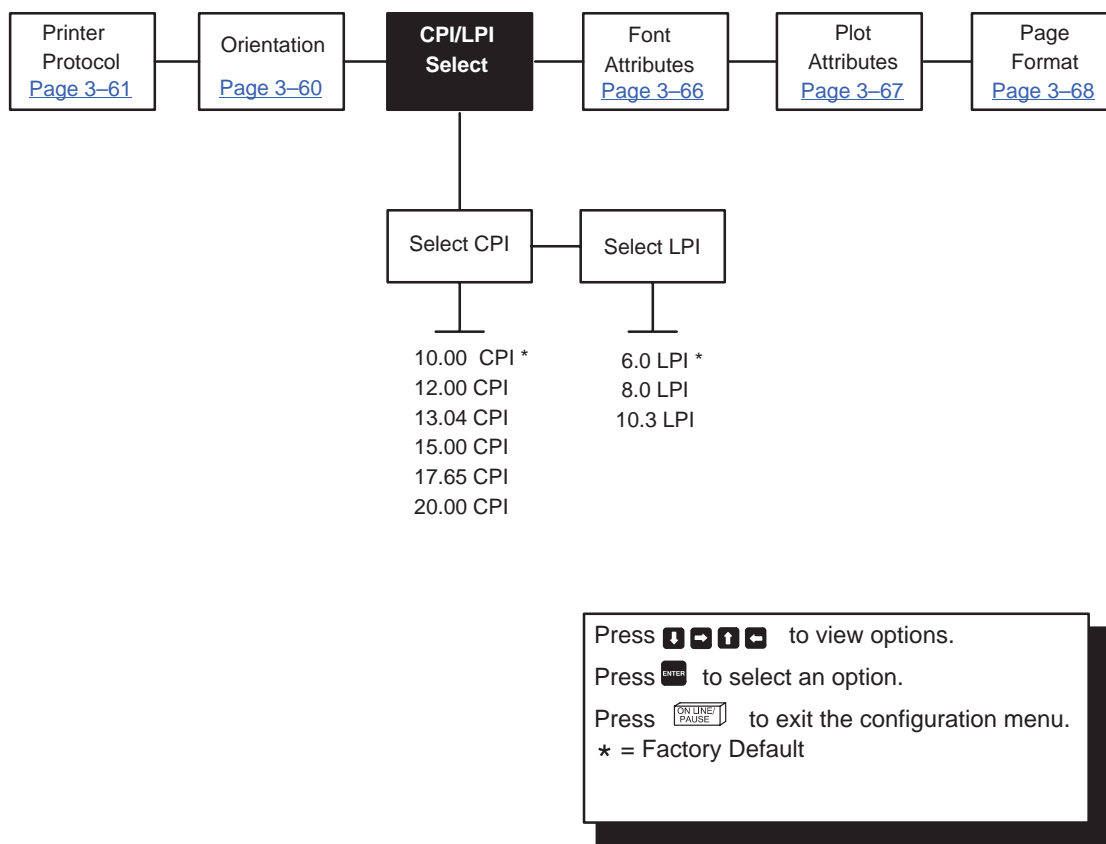 Printer
Protocol
Page 3–61
Orientation
Page 3–60
CPI/LPI
Select
Font
Attributes
Page 3–66
Plot
Attributes
Page 3–67
Page
Format
Page 3–68
Select CPI
Select LPI
10.00 CPI *
12.00 CPI
13.04 CPI
15.00 CPI
17.65 CPI
20.00 CPI
6.0 LPI *
8.0 LPI
10.3 LPI
Press to view options.
Press ENTER to select an option.
Press ON LINE/ PAUSE to exit the configuration menu.
* = Factory Default